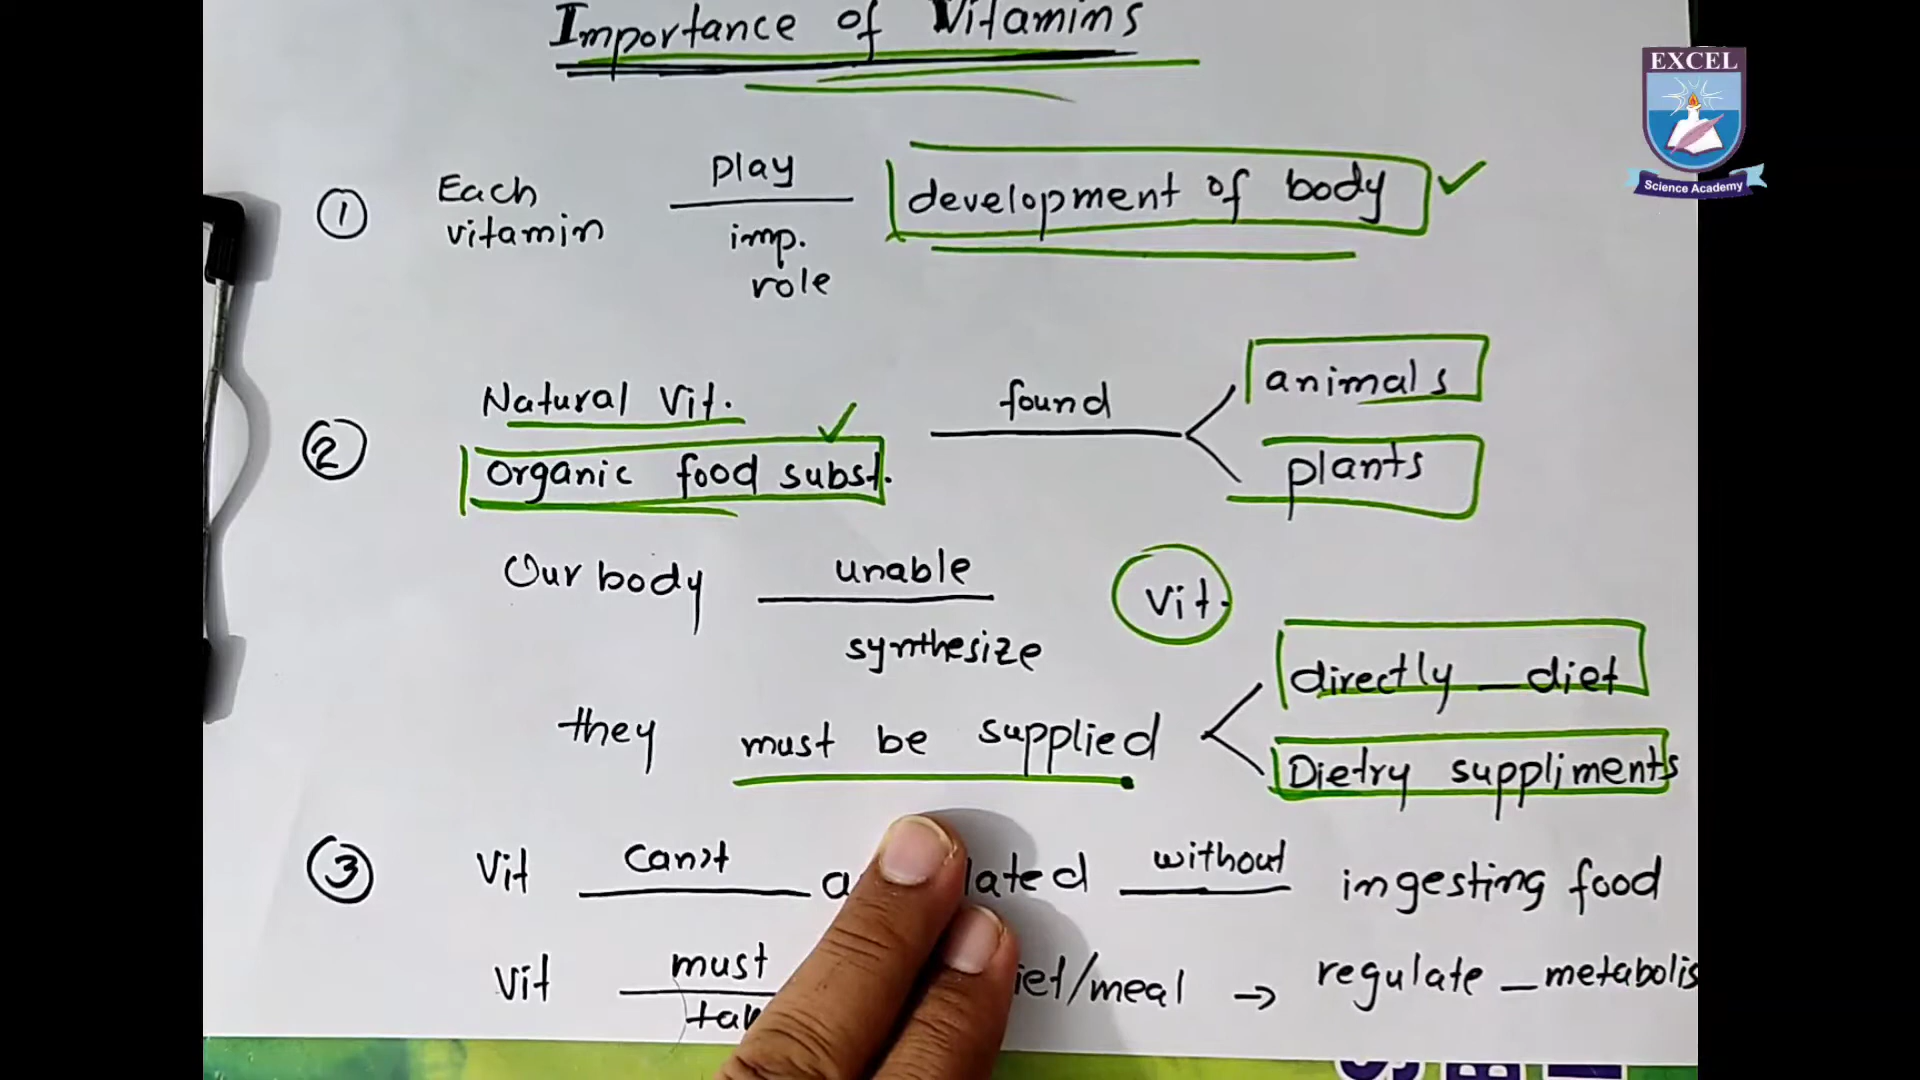 Importance of Vitamins
EXCEL
Science Academy
① Each vitamin play imp. role development of body ✓
② Natural Vit. ✓
organic food subst. found animals
plants
Our body unable synthesize Vit.
they must be supplied directly _ diet
Dietry suppliments
③ Vit can't without ingesting food
Vit must /meal → regulate _ metabolis